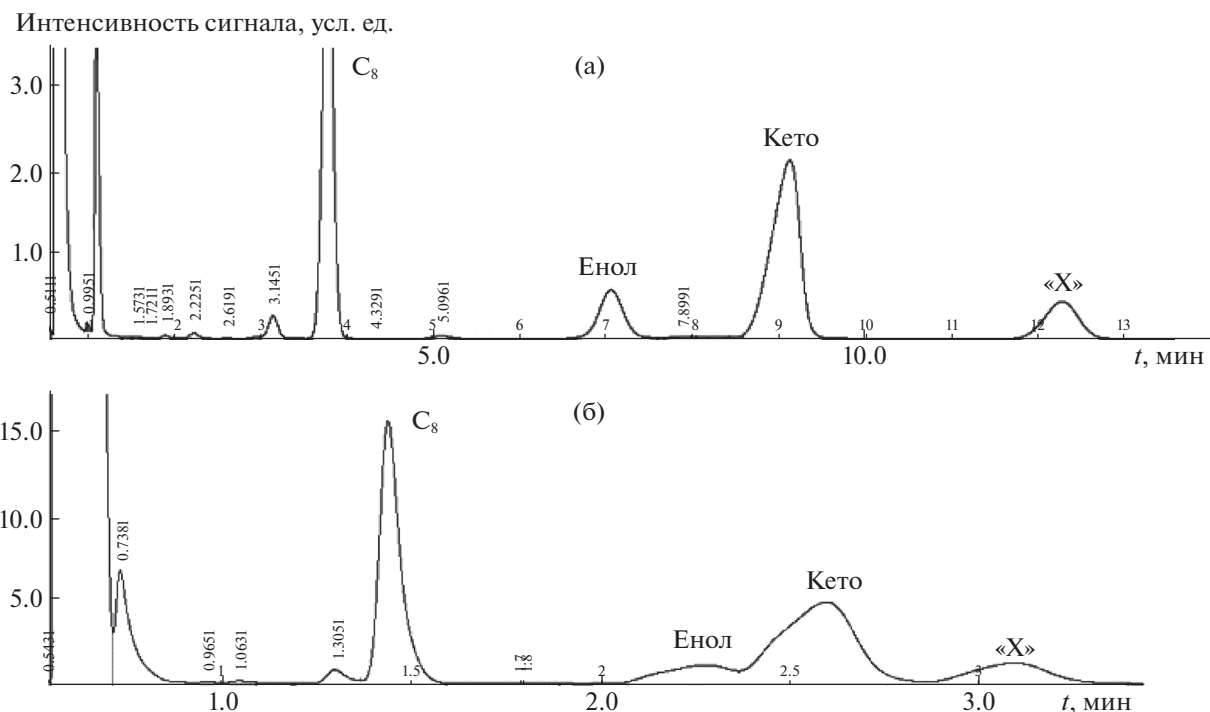 Интенсивность сигнала, усл. ед.
(а)
C₈
3.0
2.0
1.0
Енол
Кето
«Х»
0.5111
0.9951
1.5731
1.7211
1.8931
2.2251
2.6191
3.1451
4.3291
5.0961
7.8991
2 3 4 5 6 7 8 9 10 11 12 13
5.0 10.0 t, мин
(б)
C₈
15.0
10.0
5.0
Енол
Кето
«Х»
0.5431
0.7381
0.9651
1.0631
1.3051
1.8
1 1.5 2 2.5 3
1.0 2.0 3.0 t, мин